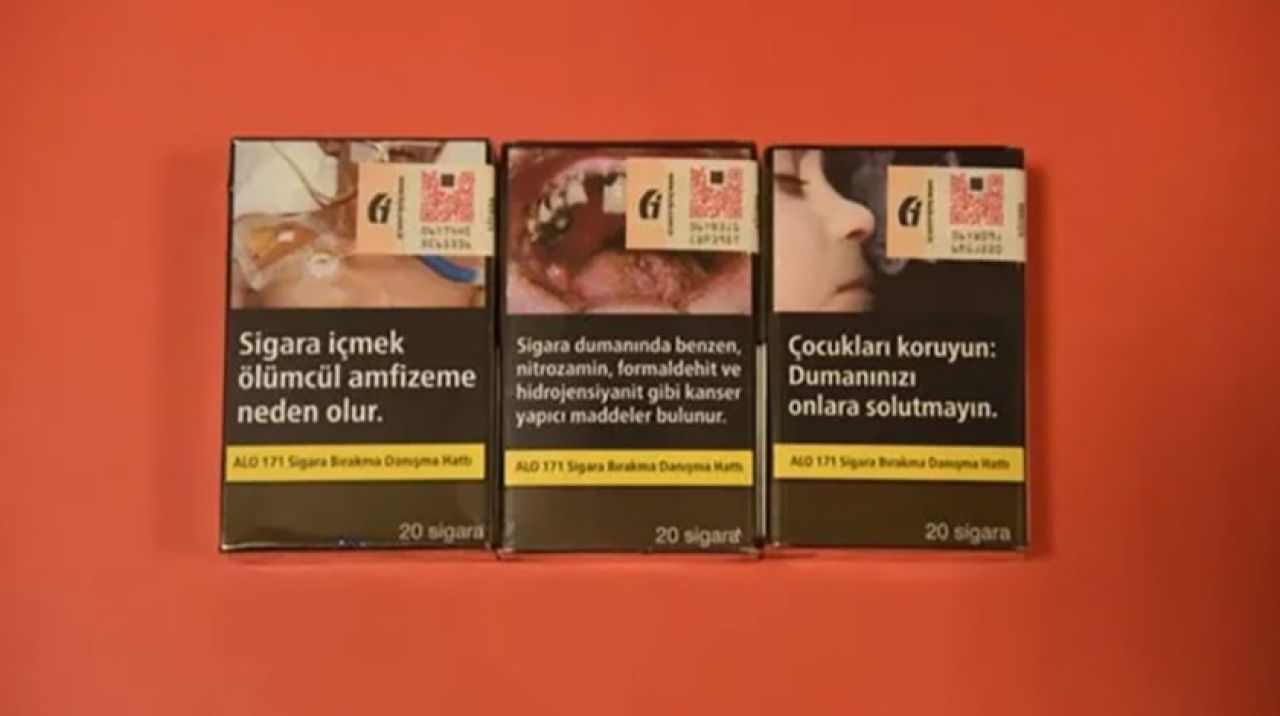 Sigara içmek
ölümcül amfizeme
neden olur.
ALO 171 Sigara Bırakma Danışma Hattı
20 sigara
Sigara dumanında benzen,
nitrozamin, formaldehit ve
hidrojensiyanit gibi kanser
yapıcı maddeler bulunur.
ALO 171 Sigara Bırakma Danışma Hattı
20 sigara
Çocukları koruyun:
Dumanınızı
onlara solutmayın.
ALO 171 Sigara Bırakma Danışma Hattı
20 sigara